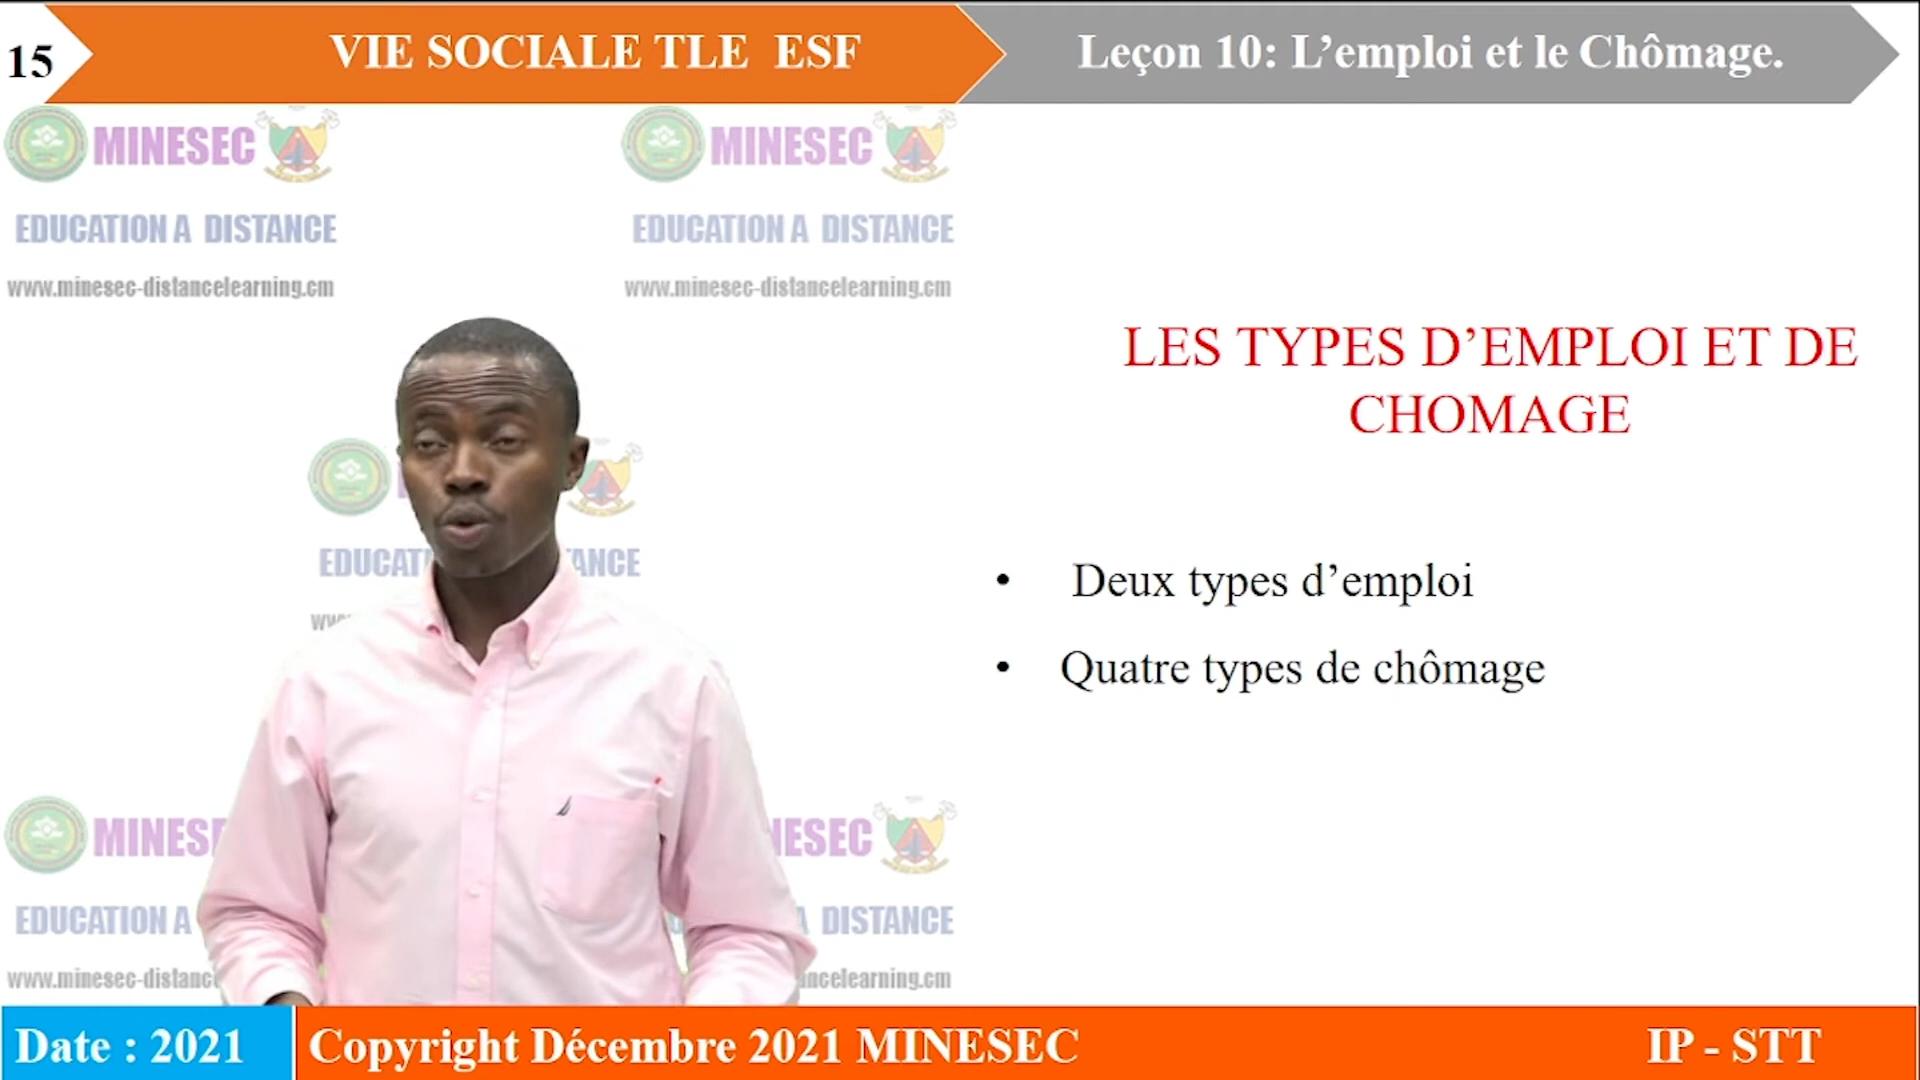 15
VIE SOCIALE TLE ESF
Leçon 10: L’emploi et le Chômage.
MINESEC
EDUCATION A DISTANCE
www.minesec-distancelearning.cm
MINESEC
EDUCATION A DISTANCE
www.minesec-distancelearning.cm
LES TYPES D’EMPLOI ET DE
CHOMAGE
• Deux types d’emploi
• Quatre types de chômage
Date : 2021
Copyright Décembre 2021 MINESEC
IP - STT